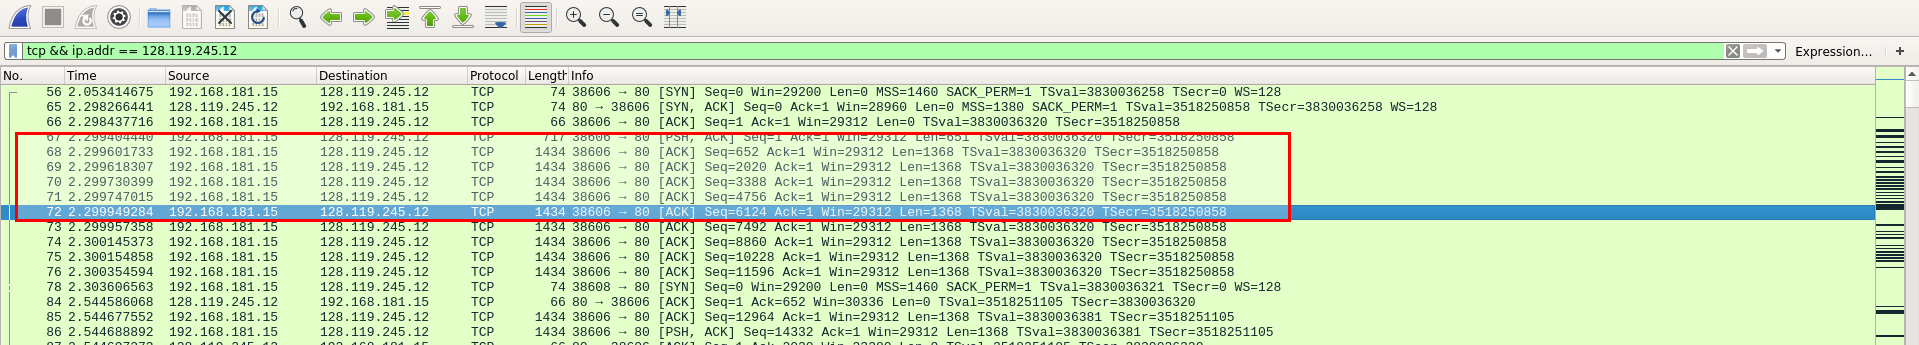 tcp && ip.addr == 128.119.245.12 Expression... +
No. Time Source Destination Protocol Length Info
56 2.053414675 192.168.181.15 128.119.245.12 TCP 74 38606 → 80 [SYN] Seq=0 Win=29200 Len=0 MSS=1460 SACK_PERM=1 TSval=3830036258 TSecr=0 WS=128
65 2.298266441 128.119.245.12 192.168.181.15 TCP 74 80 → 38606 [SYN, ACK] Seq=0 Ack=1 Win=28960 Len=0 MSS=1380 SACK_PERM=1 TSval=3518250858 TSecr=3830036258 WS=128
66 2.298437716 192.168.181.15 128.119.245.12 TCP 66 38606 → 80 [ACK] Seq=1 Ack=1 Win=29312 Len=0 TSval=3830036320 TSecr=3518250858
67 2.299404440 192.168.181.15 128.119.245.12 TCP 717 38606 → 80 [PSH, ACK] Seq=1 Ack=1 Win=29312 Len=651 TSval=3830036320 TSecr=3518250858
68 2.299601733 192.168.181.15 128.119.245.12 TCP 1434 38606 → 80 [ACK] Seq=652 Ack=1 Win=29312 Len=1368 TSval=3830036320 TSecr=3518250858
69 2.299618307 192.168.181.15 128.119.245.12 TCP 1434 38606 → 80 [ACK] Seq=2020 Ack=1 Win=29312 Len=1368 TSval=3830036320 TSecr=3518250858
70 2.299730399 192.168.181.15 128.119.245.12 TCP 1434 38606 → 80 [ACK] Seq=3388 Ack=1 Win=29312 Len=1368 TSval=3830036320 TSecr=3518250858
71 2.299747015 192.168.181.15 128.119.245.12 TCP 1434 38606 → 80 [ACK] Seq=4756 Ack=1 Win=29312 Len=1368 TSval=3830036320 TSecr=3518250858
72 2.299949284 192.168.181.15 128.119.245.12 TCP 1434 38606 → 80 [ACK] Seq=6124 Ack=1 Win=29312 Len=1368 TSval=3830036320 TSecr=3518250858
73 2.299957358 192.168.181.15 128.119.245.12 TCP 1434 38606 → 80 [ACK] Seq=7492 Ack=1 Win=29312 Len=1368 TSval=3830036320 TSecr=3518250858
74 2.300145373 192.168.181.15 128.119.245.12 TCP 1434 38606 → 80 [ACK] Seq=8860 Ack=1 Win=29312 Len=1368 TSval=3830036320 TSecr=3518250858
75 2.300154858 192.168.181.15 128.119.245.12 TCP 1434 38606 → 80 [ACK] Seq=10228 Ack=1 Win=29312 Len=1368 TSval=3830036320 TSecr=3518250858
76 2.300354594 192.168.181.15 128.119.245.12 TCP 1434 38606 → 80 [ACK] Seq=11596 Ack=1 Win=29312 Len=1368 TSval=3830036320 TSecr=3518250858
78 2.303606563 192.168.181.15 128.119.245.12 TCP 74 38608 → 80 [SYN] Seq=0 Win=29200 Len=0 MSS=1460 SACK_PERM=1 TSval=3830036321 TSecr=0 WS=128
84 2.544586068 128.119.245.12 192.168.181.15 TCP 66 80 → 38606 [ACK] Seq=1 Ack=652 Win=30336 Len=0 TSval=3518251105 TSecr=3830036320
85 2.544677552 192.168.181.15 128.119.245.12 TCP 1434 38606 → 80 [ACK] Seq=12964 Ack=1 Win=29312 Len=1368 TSval=3830036381 TSecr=3518251105
86 2.544688892 192.168.181.15 128.119.245.12 TCP 1434 38606 → 80 [PSH, ACK] Seq=14332 Ack=1 Win=29312 Len=1368 TSval=3830036381 TSecr=3518251105